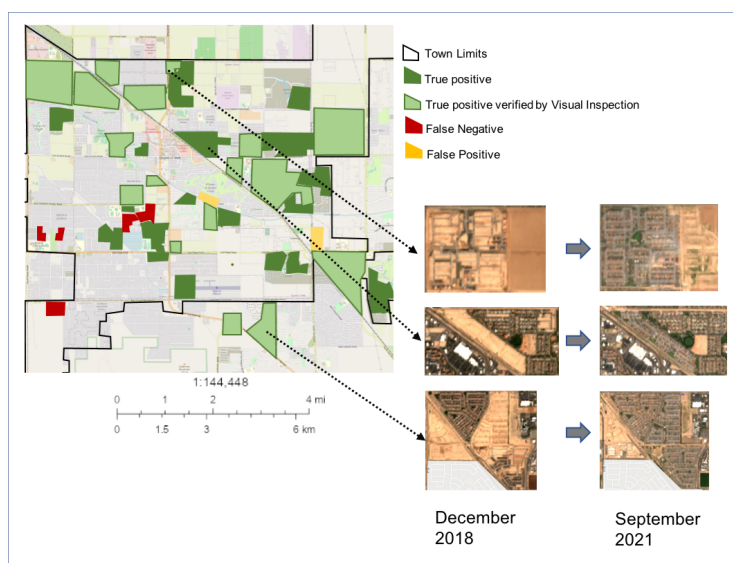 Town Limits
True positive
True positive verified by Visual Inspection
False Negative
False Positive
1:144,448
0 1 2 4 mi
0 1.5 3 6 km
December
2018
September
2021